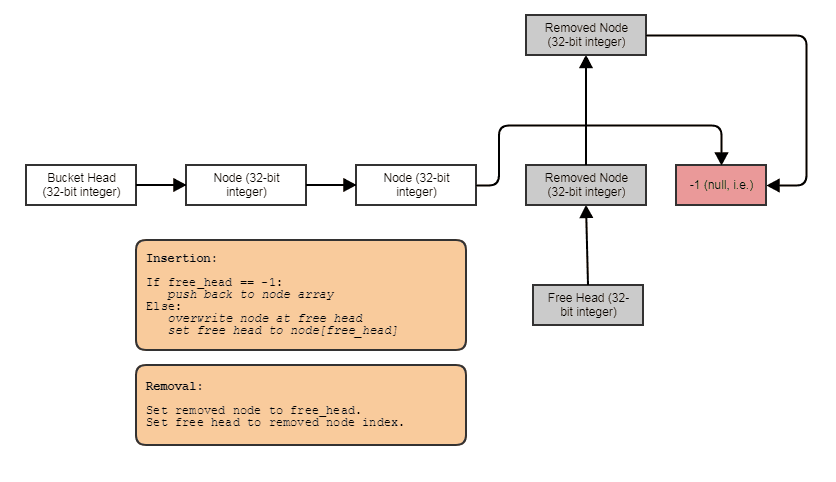 Removed Node
(32-bit integer)
Bucket Head
(32-bit integer)
Node (32-bit
integer)
Node (32-bit
integer)
Removed Node
(32-bit integer)
-1 (null, i.e.)
Free Head (32-
bit integer)
Insertion:
If free_head == -1:
push back to node array
Else:
overwrite node at free head
set free head to node[free_head]
Removal:
Set removed node to free_head.
Set free head to removed node index.